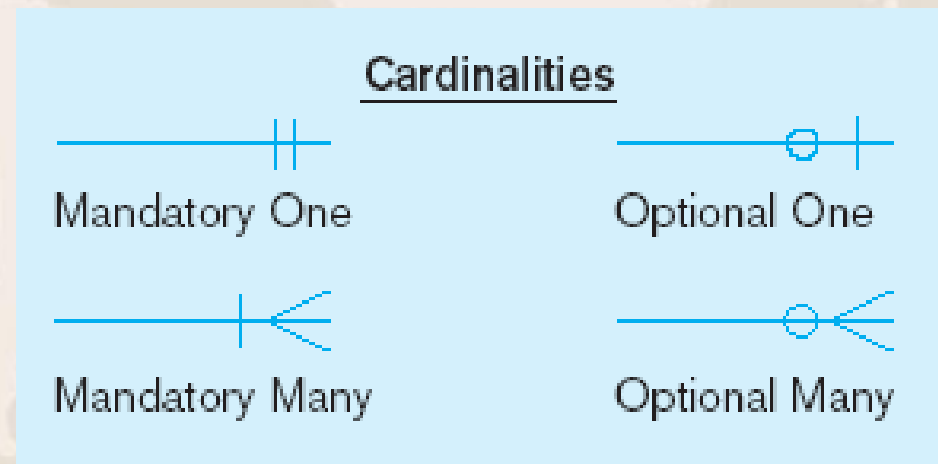 Cardinalities
Mandatory One
Optional One
Mandatory Many
Optional Many